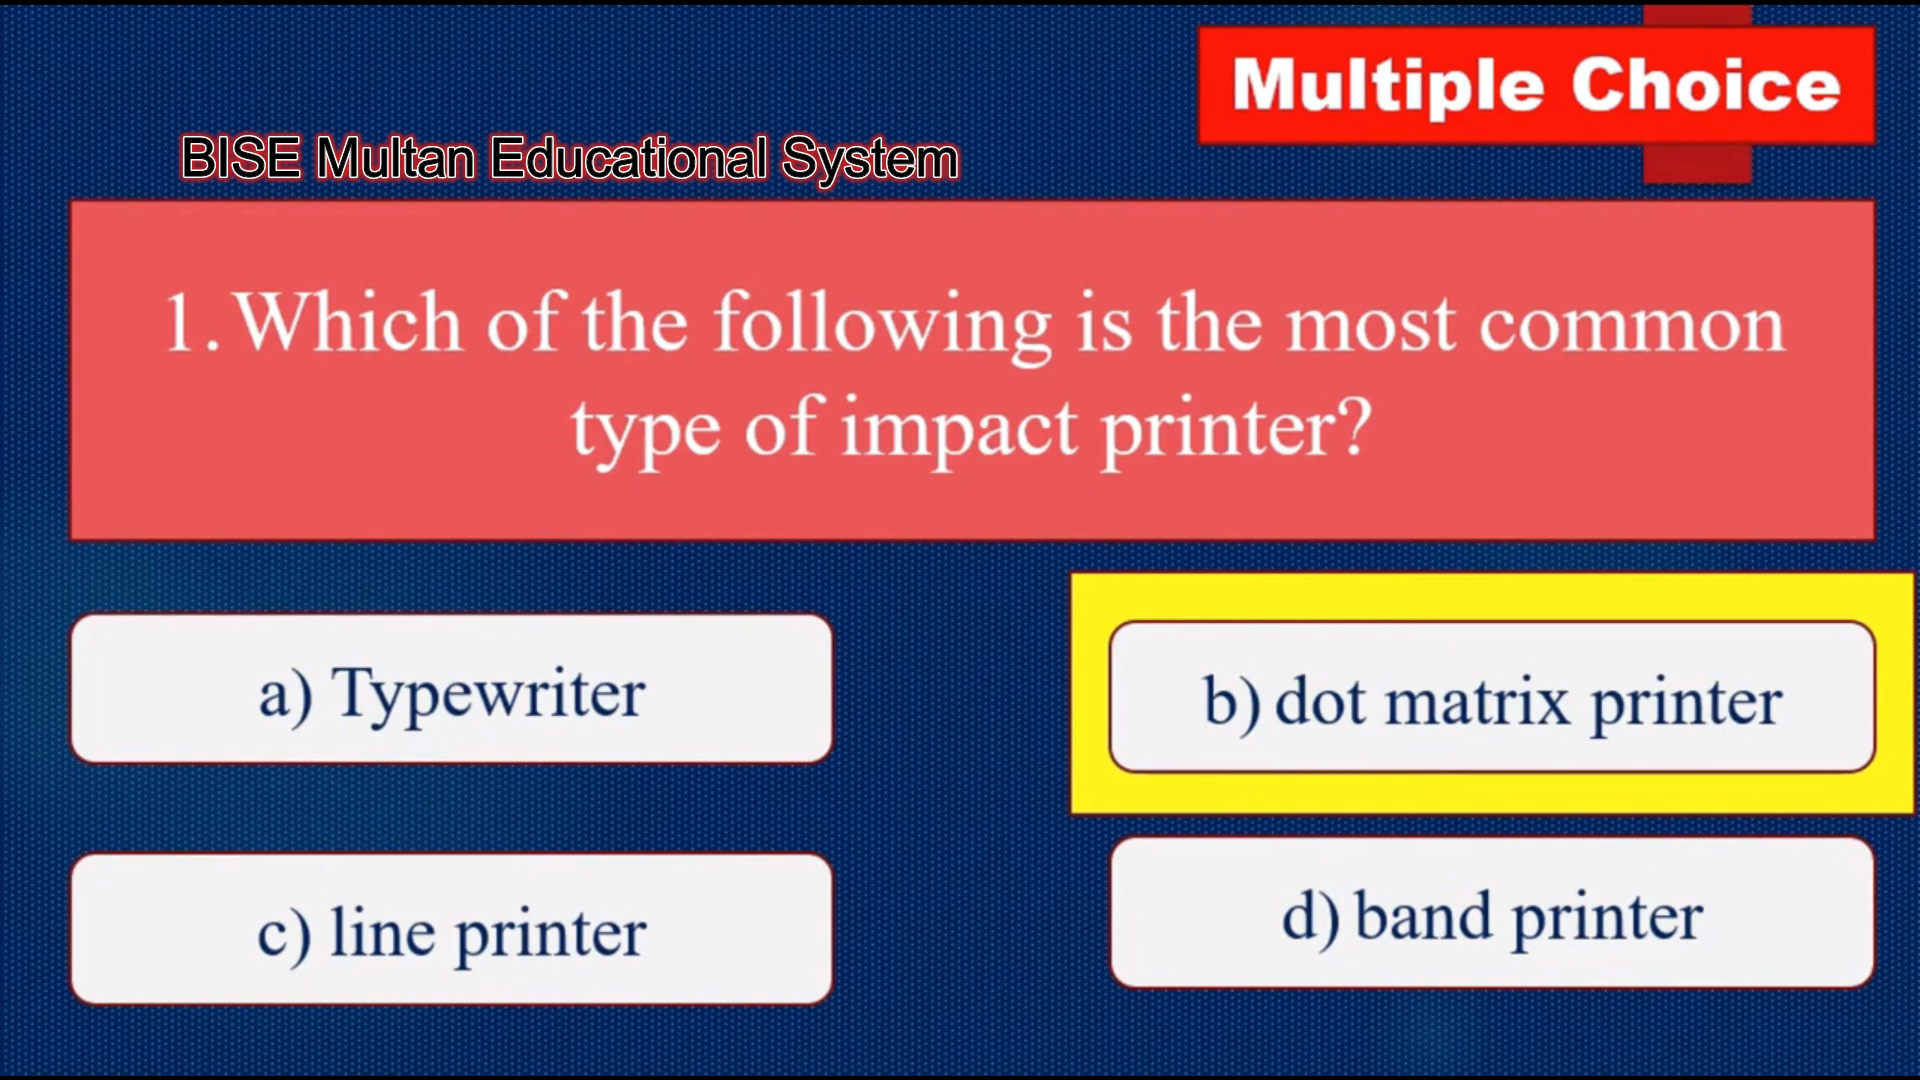 Multiple Choice
BISE Multan Educational System
1. Which of the following is the most common
type of impact printer?
a) Typewriter
b) dot matrix printer
c) line printer
d) band printer